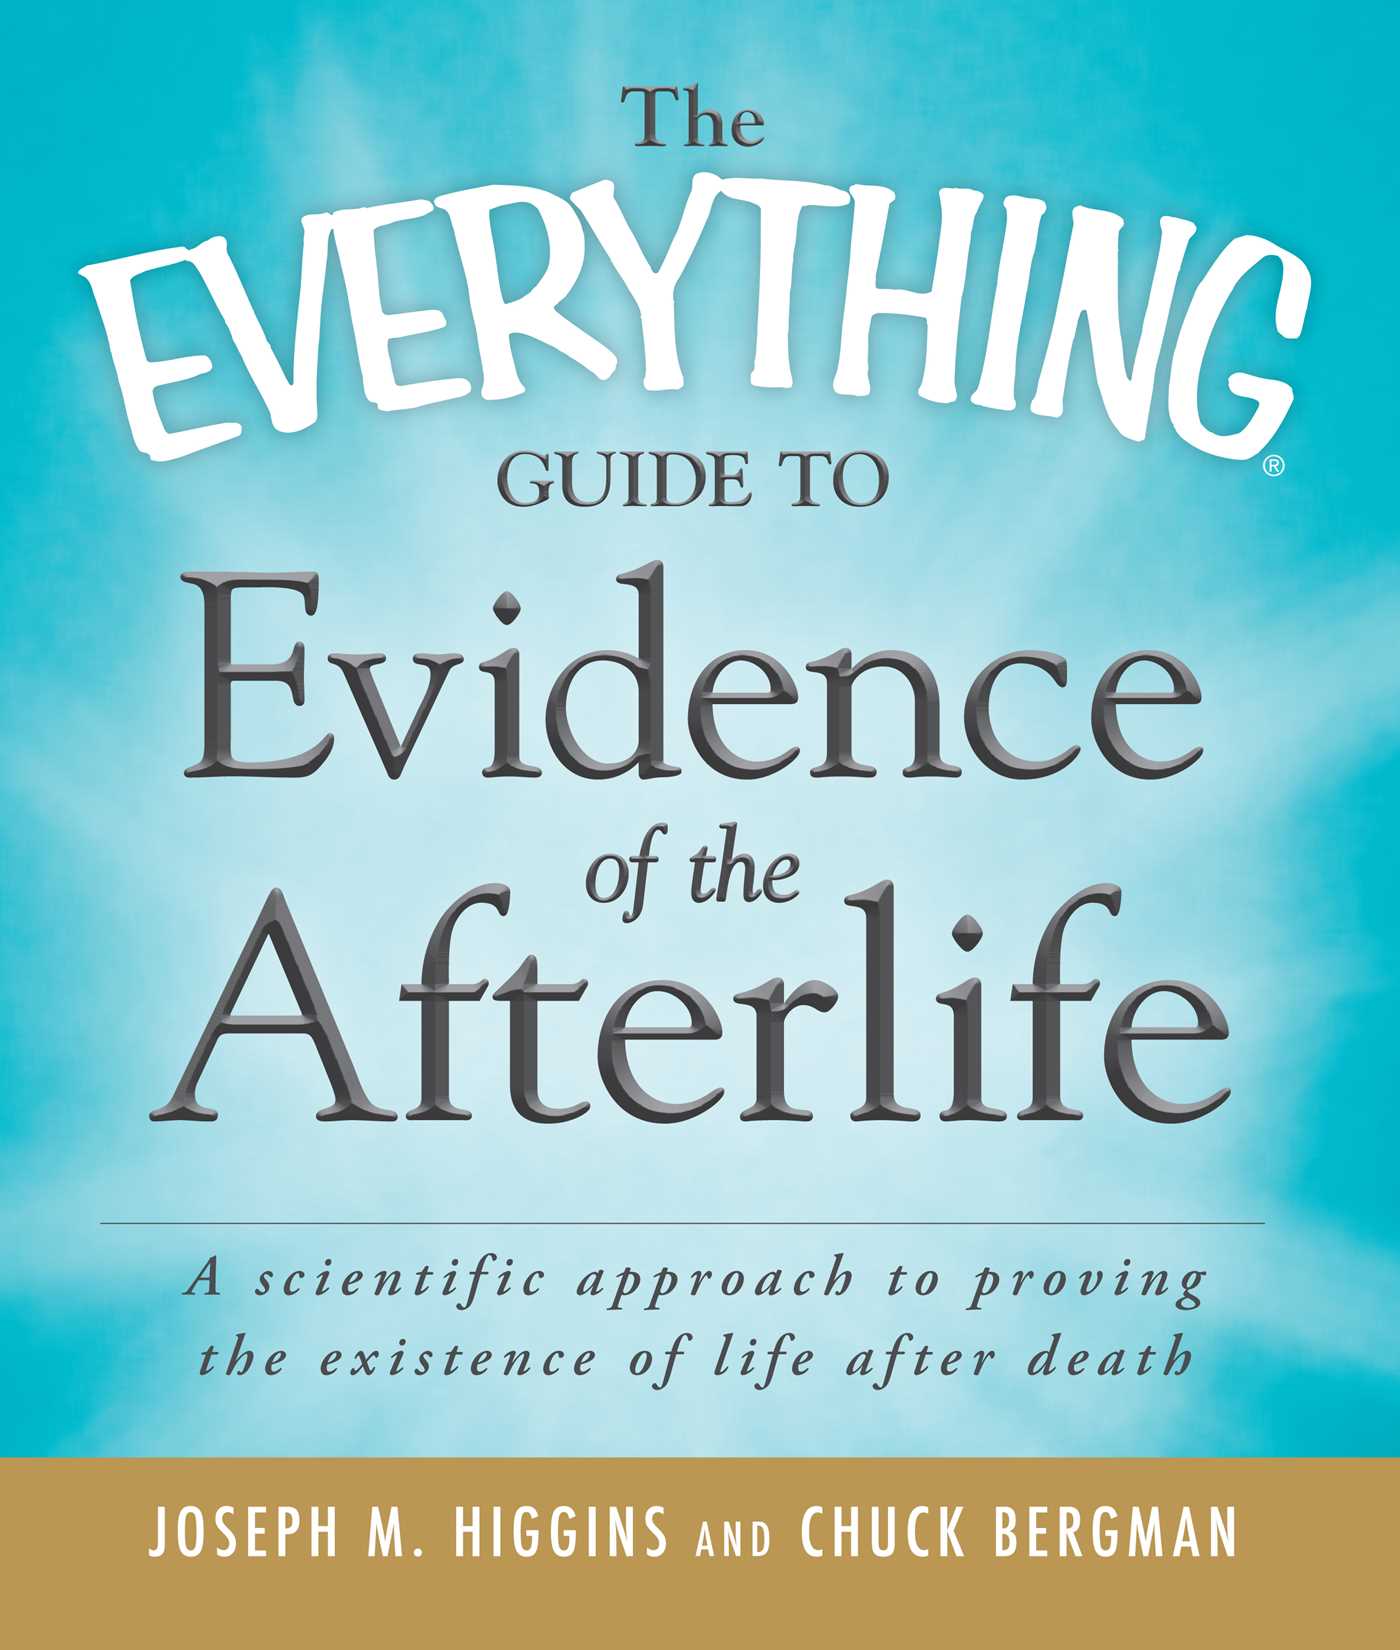 The
EVERYTHING®
GUIDE TO
Evidence
of the
Afterlife
A scientific approach to proving
the existence of life after death
JOSEPH M. HIGGINS AND CHUCK BERGMAN